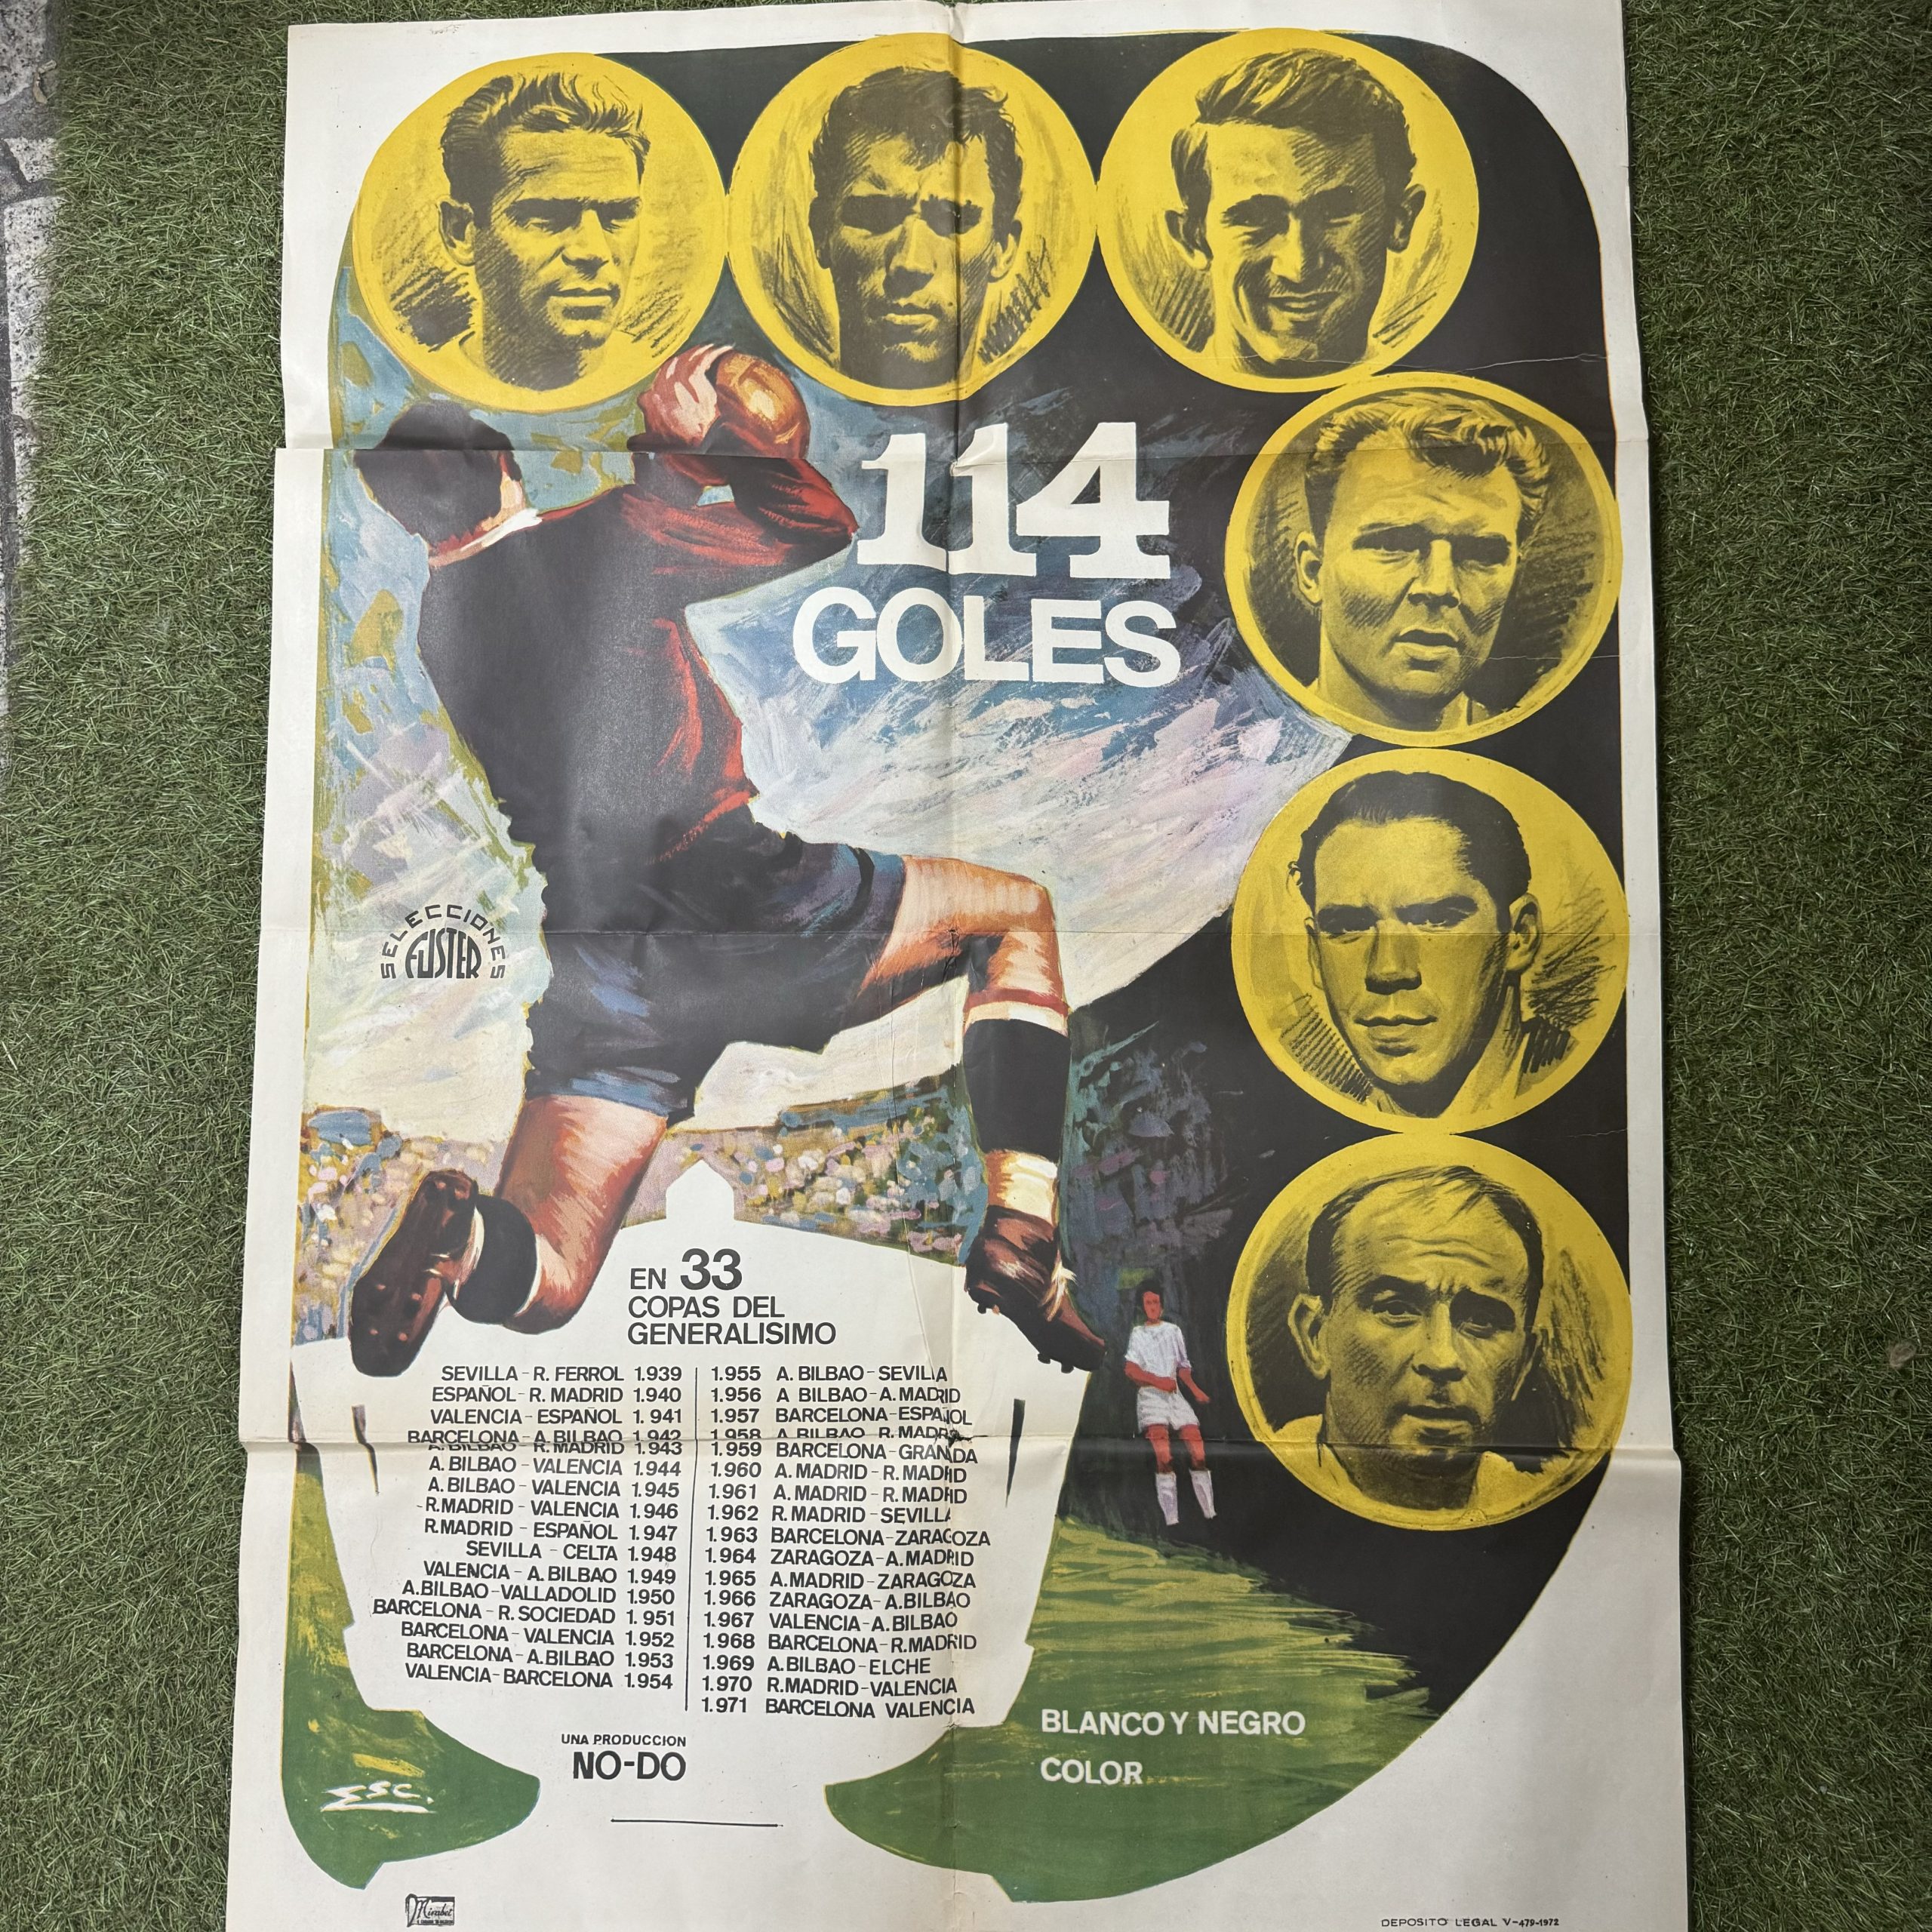 114
GOLES
SELECCIONES
FUSTER
EN 33
COPAS DEL
GENERALISIMO
SEVILLA - R. FERROL 1.939
ESPAÑOL - R. MADRID 1.940
VALENCIA - ESPAÑOL 1.941
BARCELONA - A. BILBAO 1.942
A. BILBAO R. MADRID 1.943
A. BILBAO - VALENCIA 1.944
A. BILBAO - VALENCIA 1.945
R. MADRID - VALENCIA 1.946
R. MADRID - ESPAÑOL 1.947
SEVILLA - CELTA 1.948
VALENCIA - A. BILBAO 1.949
A. BILBAO - VALLADOLID 1.950
BARCELONA - R. SOCIEDAD 1.951
BARCELONA - VALENCIA 1.952
BARCELONA - A. BILBAO 1.953
VALENCIA - BARCELONA 1.954
1.955 A. BILBAO - SEVILLA
1.956 A BILBAO - A. MADRID
1.957 BARCELONA - ESPAÑOL
1.958 A BILBAO R. MADRID
1.959 BARCELONA - GRANADA
1.960 A. MADRID - R. MADRID
1.961 A. MADRID - R. MADRID
1.962 R. MADRID - SEVILLA
1.963 BARCELONA - ZARAGOZA
1.964 ZARAGOZA - A. MADRID
1.965 A. MADRID - ZARAGOZA
1.966 ZARAGOZA - A. BILBAO
1.967 VALENCIA - A. BILBAO
1.968 BARCELONA - R. MADRID
1.969 A. BILBAO - ELCHE
1.970 R. MADRID - VALENCIA
1.971 BARCELONA VALENCIA
UNA PRODUCCION
NO-DO
BLANCO Y NEGRO
COLOR
ESC.
Mirabet
DEPOSITO LEGAL V-479-1972